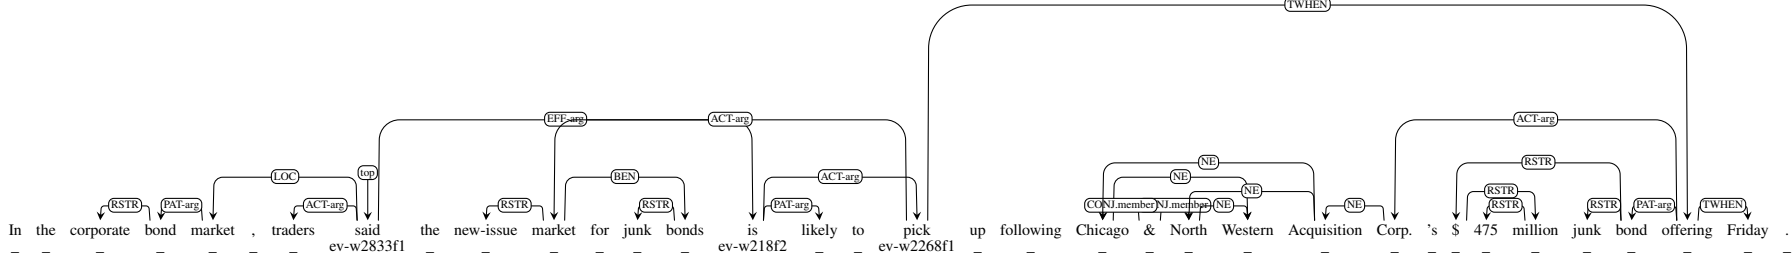 TWHEN
EFF-arg ACT-arg ACT-arg
NE RSTR
LOC top BEN ACT-arg NE
NE RSTR
RSTR PAT-arg ACT-arg RSTR RSTR PAT-arg CONJ.member NJ.member NE NE RSTR RSTR PAT-arg TWHEN
In the corporate bond market , traders said the new-issue market for junk bonds is likely to pick up following Chicago & North Western Acquisition Corp. 's $ 475 million junk bond offering Friday .
ev-w2833f1 ev-w218f2 ev-w2268f1